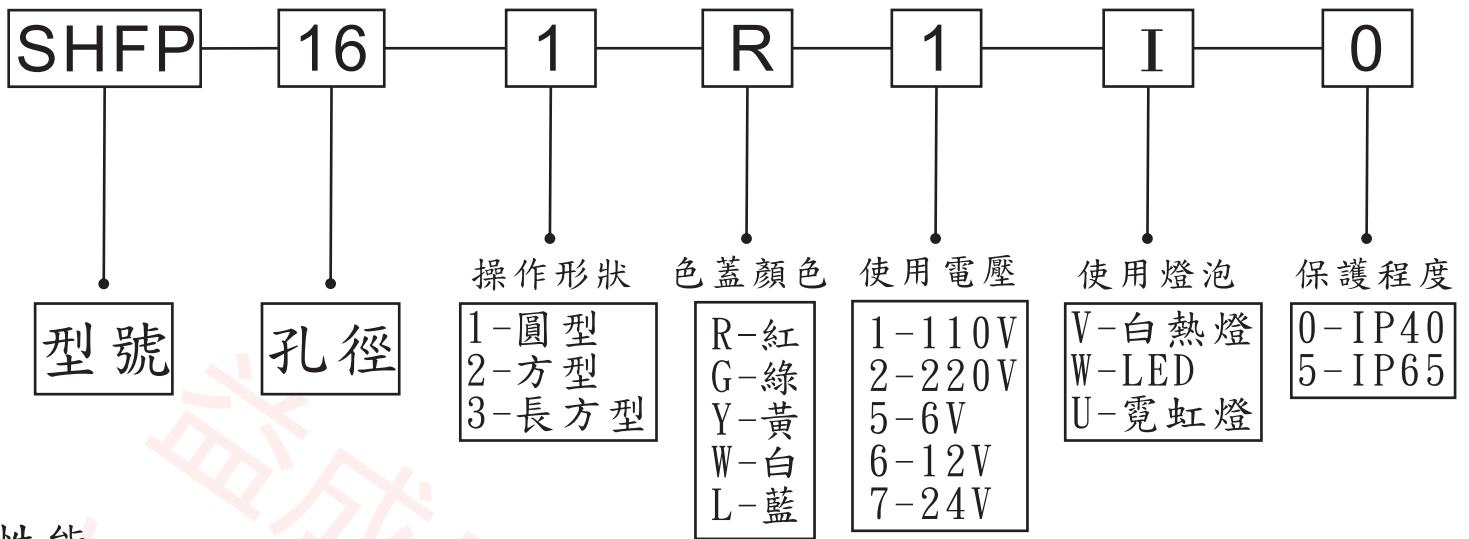 SHFP 16 1 R 1 I 0
型號
孔徑
操作形狀
1-圓型
2-方型
3-長方型
色蓋顏色
R-紅
G-綠
Y-黃
W-白
L-藍
使用電壓
1-110V
2-220V
5-6V
6-12V
7-24V
使用燈泡
V-白熱燈
W-LED
U-霓虹燈
保護程度
0-IP40
5-IP65
益成